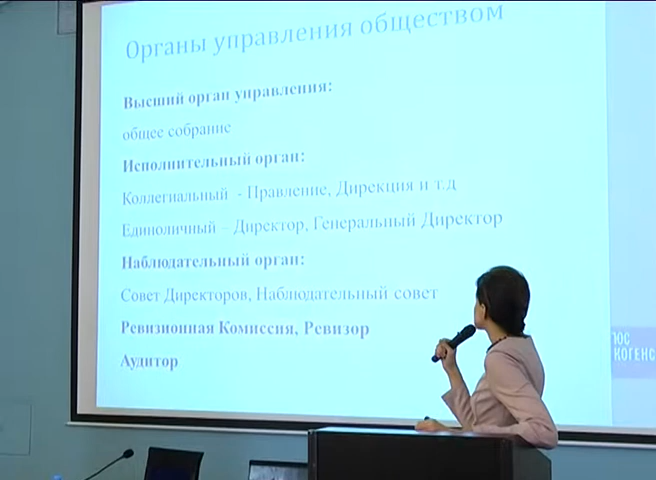 Органы управления обществом
Высший орган управления:
общее собрание
Исполнительный орган:
Коллегиальный - Правление, Дирекция и т.д
Единоличный - Директор, Генеральный Директор
Наблюдательный орган:
Совет Директоров, Наблюдательный совет
Ревизионная Комиссия, Ревизор
Аудитор